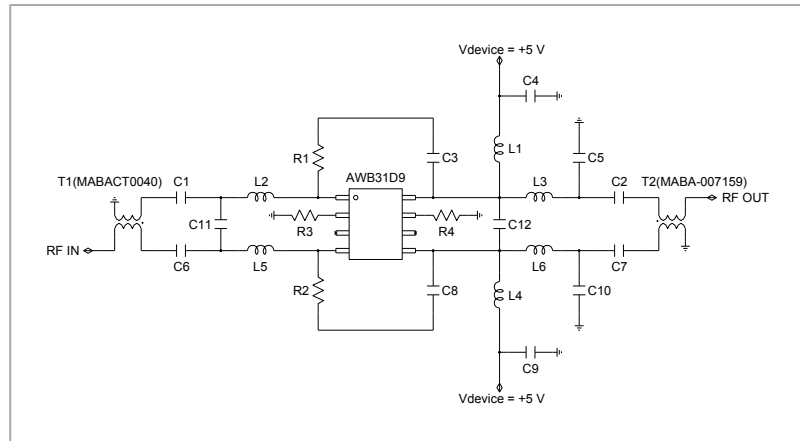 Vdevice = +5 V
C4
R1
C3
L1
C5
T1(MABACT0040)
C1
L2
AWB31D9
L3
C2
T2(MABA-007159)
RF OUT
C11
R3
R4
C12
RF IN
C6
L5
L6
C7
R2
C8
L4
C10
C9
Vdevice = +5 V